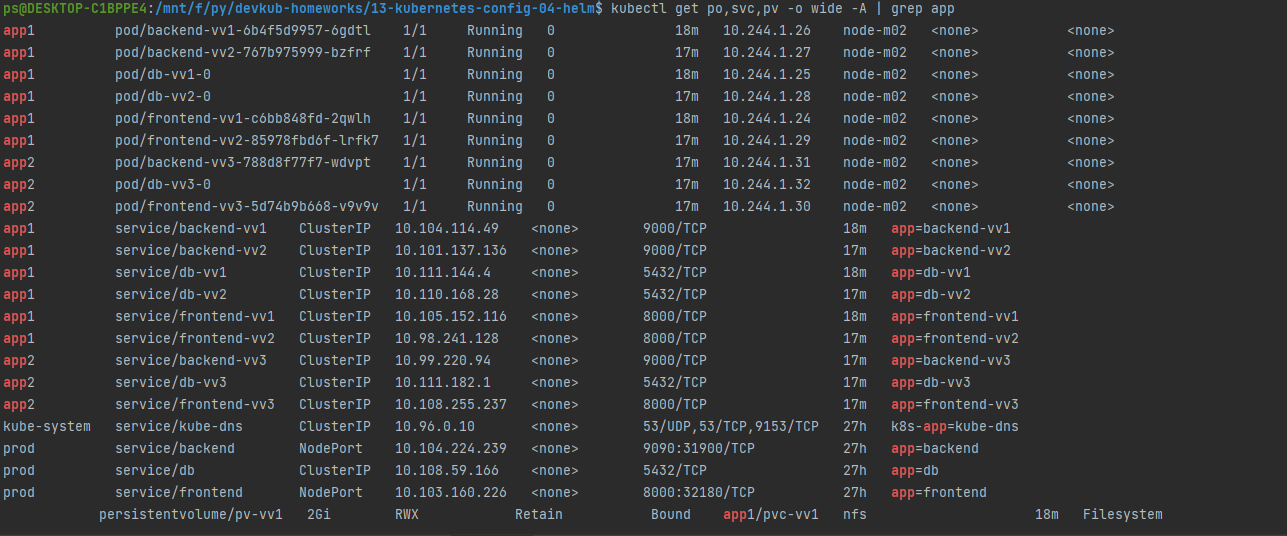 ps@DESKTOP-C1BPPE4:/mnt/f/py/devkub-homeworks/13-kubernetes-config-04-helm$ kubectl get po,svc,pv -o wide -A | grep app
app1 pod/backend-vv1-6b4f5d9957-6gdtl 1/1 Running 0 18m 10.244.1.26 node-m02 <none> <none>
app1 pod/backend-vv2-767b975999-bzfrf 1/1 Running 0 17m 10.244.1.27 node-m02 <none> <none>
app1 pod/db-vv1-0 1/1 Running 0 18m 10.244.1.25 node-m02 <none> <none>
app1 pod/db-vv2-0 1/1 Running 0 17m 10.244.1.28 node-m02 <none> <none>
app1 pod/frontend-vv1-c6bb848fd-2qwlh 1/1 Running 0 18m 10.244.1.24 node-m02 <none> <none>
app1 pod/frontend-vv2-85978fbd6f-lrfk7 1/1 Running 0 17m 10.244.1.29 node-m02 <none> <none>
app2 pod/backend-vv3-788d8f77f7-wdvpt 1/1 Running 0 17m 10.244.1.31 node-m02 <none> <none>
app2 pod/db-vv3-0 1/1 Running 0 17m 10.244.1.32 node-m02 <none> <none>
app2 pod/frontend-vv3-5d74b9b668-v9v9v 1/1 Running 0 17m 10.244.1.30 node-m02 <none> <none>
app1 service/backend-vv1 ClusterIP 10.104.114.49 <none> 9000/TCP 18m app=backend-vv1
app1 service/backend-vv2 ClusterIP 10.101.137.136 <none> 9000/TCP 17m app=backend-vv2
app1 service/db-vv1 ClusterIP 10.111.144.4 <none> 5432/TCP 18m app=db-vv1
app1 service/db-vv2 ClusterIP 10.110.168.28 <none> 5432/TCP 17m app=db-vv2
app1 service/frontend-vv1 ClusterIP 10.105.152.116 <none> 8000/TCP 18m app=frontend-vv1
app1 service/frontend-vv2 ClusterIP 10.98.241.128 <none> 8000/TCP 17m app=frontend-vv2
app2 service/backend-vv3 ClusterIP 10.99.220.94 <none> 9000/TCP 17m app=backend-vv3
app2 service/db-vv3 ClusterIP 10.111.182.1 <none> 5432/TCP 17m app=db-vv3
app2 service/frontend-vv3 ClusterIP 10.108.255.237 <none> 8000/TCP 17m app=frontend-vv3
kube-system service/kube-dns ClusterIP 10.96.0.10 <none> 53/UDP,53/TCP,9153/TCP 27h k8s-app=kube-dns
prod service/backend NodePort 10.104.224.239 <none> 9090:31900/TCP 27h app=backend
prod service/db ClusterIP 10.108.59.166 <none> 5432/TCP 27h app=db
prod service/frontend NodePort 10.103.160.226 <none> 8000:32180/TCP 27h app=frontend
persistentvolume/pv-vv1 2Gi RWX Retain Bound app1/pvc-vv1 nfs 18m Filesystem